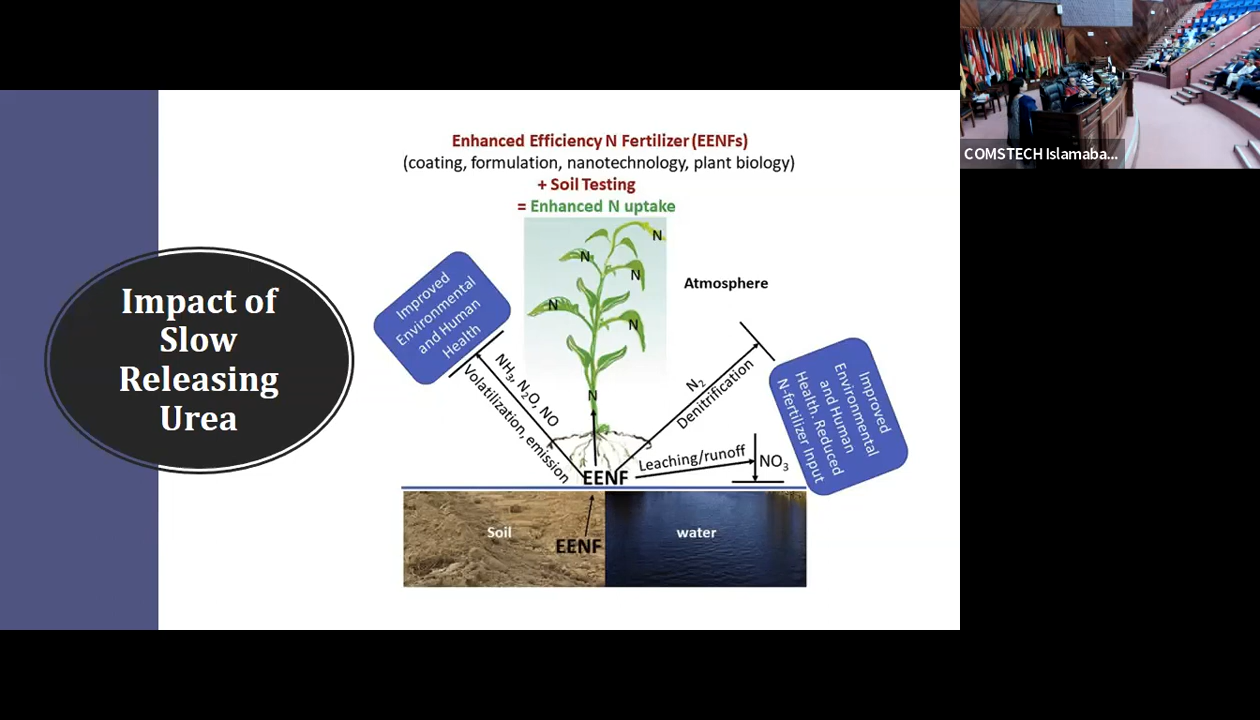 Impact of
Slow
Releasing
Urea
Enhanced Efficiency N Fertilizer (EENFs)
(coating, formulation, nanotechnology, plant biology)
+ Soil Testing
= Enhanced N uptake
N
N
N
N
N
N
Atmosphere
Improved
Environmental
and Human
Health
NH3, N2O, NO
Volatilization, emission
N2
Denitrification
Leaching/runoff
NO3
Improved
Environmental
and Human
Health. Reduced
N-fertilizer Input
EENF
Soil
EENF
water
COMSTECH Islamaba...